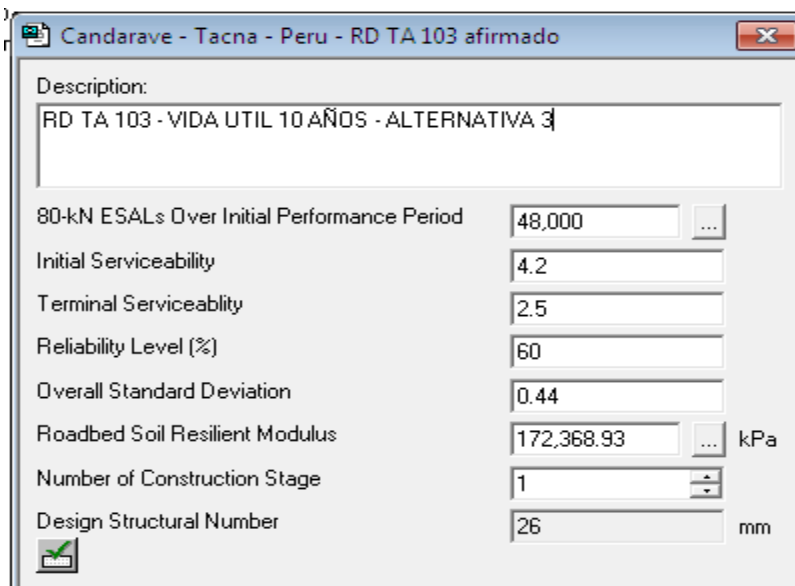 Candarave - Tacna - Peru - RD TA 103 afirmado
Description:
RD TA 103 - VIDA UTIL 10 AÑOS - ALTERNATIVA 3
80-kN ESALs Over Initial Performance Period 48,000 ...
Initial Serviceability 4.2
Terminal Serviceablity 2.5
Reliability Level (%) 60
Overall Standard Deviation 0.44
Roadbed Soil Resilient Modulus 172,368.93 ... kPa
Number of Construction Stage 1
Design Structural Number 26 mm